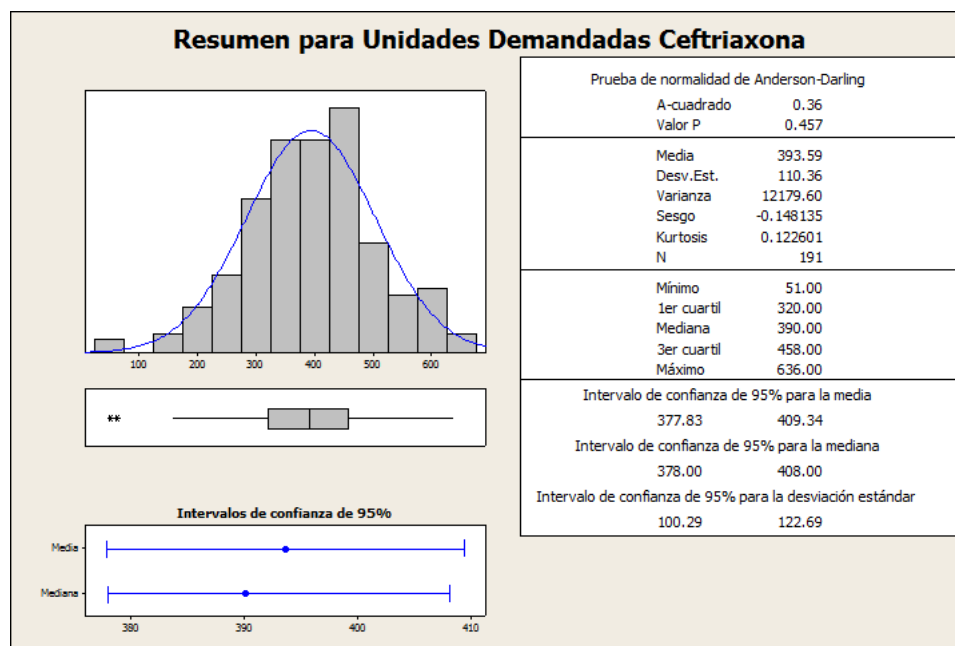 Resumen para Unidades Demandadas Ceftriaxona
100 200 300 400 500 600
**
Intervalos de confianza de 95%
Media
Mediana
380 390 400 410
Prueba de normalidad de Anderson-Darling
A-cuadrado 0.36
Valor P 0.457
Media 393.59
Desv.Est. 110.36
Varianza 12179.60
Sesgo -0.148135
Kurtosis 0.122601
N 191
Mínimo 51.00
1er cuartil 320.00
Mediana 390.00
3er cuartil 458.00
Máximo 636.00
Intervalo de confianza de 95% para la media
377.83 409.34
Intervalo de confianza de 95% para la mediana
378.00 408.00
Intervalo de confianza de 95% para la desviación estándar
100.29 122.69